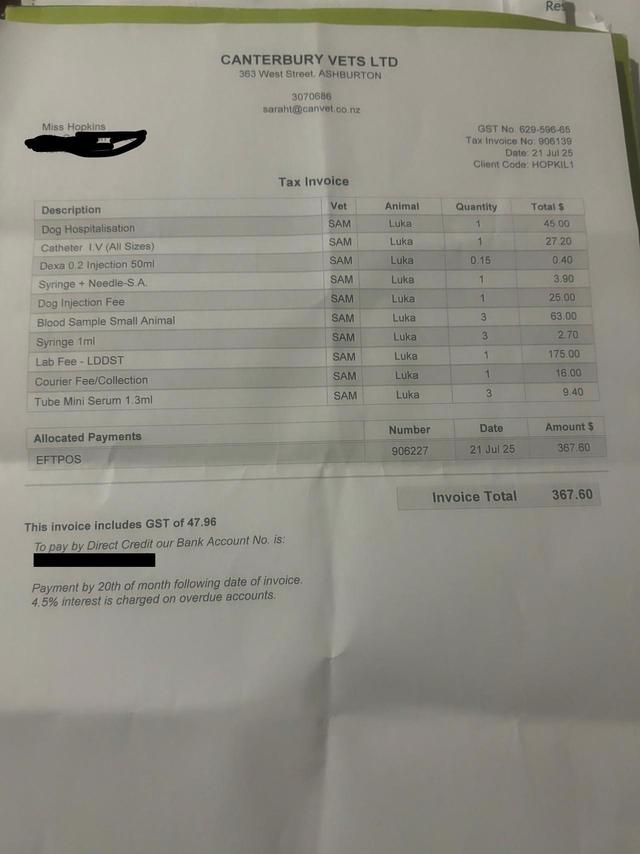 Res
CANTERBURY VETS LTD
363 West Street, ASHBURTON
3070686
saraht@canvet.co.nz
Miss Hopkins
GST No. 629-596-65
Tax Invoice No: 906139
Date: 21 Jul 25
Client Code: HOPKIL1
Tax Invoice
Description Vet Animal Quantity Total $
Dog Hospitalisation SAM Luka 1 45.00
Catheter I.V (All Sizes) SAM Luka 1 27.20
Dexa 0.2 Injection 50ml SAM Luka 0.15 0.40
Syringe + Needle-S.A. SAM Luka 1 3.90
Dog Injection Fee SAM Luka 1 25.00
Blood Sample Small Animal SAM Luka 3 63.00
Syringe 1ml SAM Luka 3 2.70
Lab Fee - LDDST SAM Luka 1 175.00
Courier Fee/Collection SAM Luka 1 16.00
Tube Mini Serum 1.3ml SAM Luka 3 9.40
Allocated Payments Number Date Amount $
EFTPOS 906227 21 Jul 25 367.60
Invoice Total 367.60
This invoice includes GST of 47.96
To pay by Direct Credit our Bank Account No. is:
Payment by 20th of month following date of invoice.
4.5% interest is charged on overdue accounts.